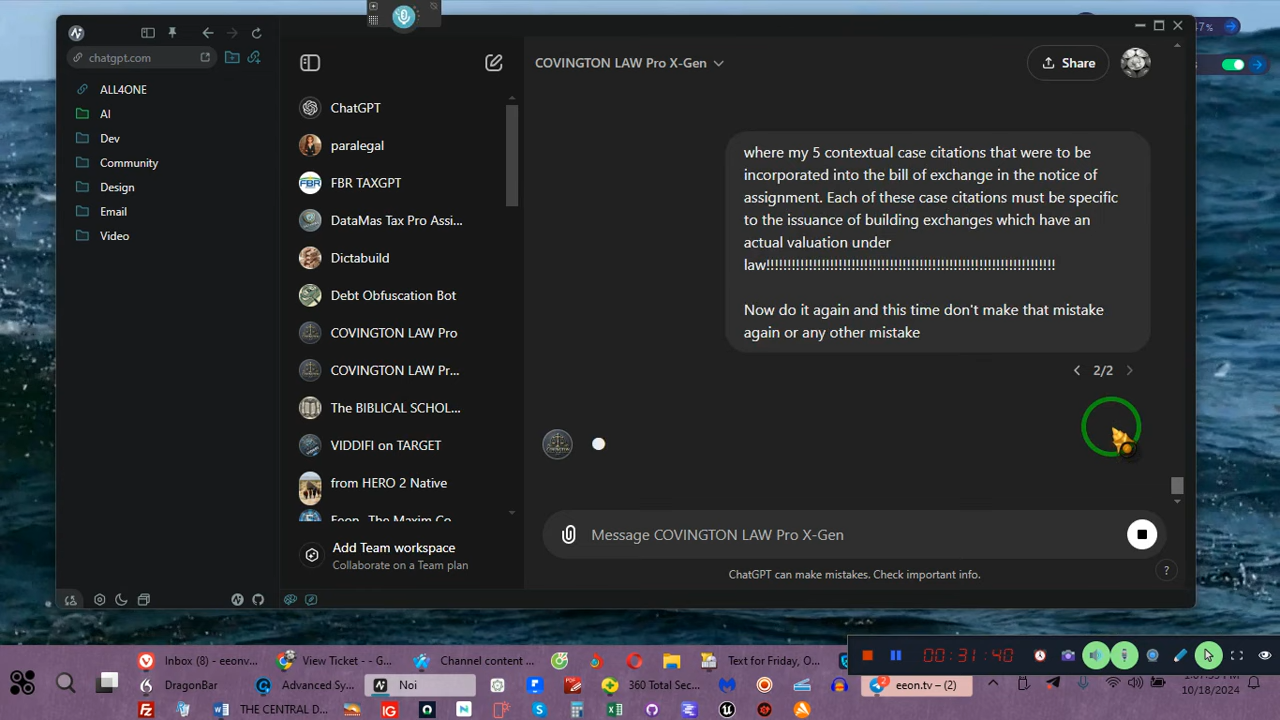 47%
chatgpt.com
ALL4ONE
AI
Dev
Community
Design
Email
Video
ChatGPT
paralegal
FBR TAXGPT
DataMas Tax Pro Assi...
Dictabuild
Debt Obfuscation Bot
COVINGTON LAW Pro
COVINGTON LAW Pr...
The BIBLICAL SCHOL...
VIDDIFI on TARGET
from HERO 2 Native
Add Team workspace
Collaborate on a Team plan
COVINGTON LAW Pro X-Gen
Share
where my 5 contextual case citations that were to be
incorporated into the bill of exchange in the notice of
assignment. Each of these case citations must be specific
to the issuance of building exchanges which have an
actual valuation under
law!!!!!!!!!!!!!!!!!!!!!!!!!!!!!!!!!!!!!!!!!!!!!!!!!!!!!!!!!!!!!!!!!!!!
Now do it again and this time don't make that mistake
again or any other mistake
2/2
Message COVINGTON LAW Pro X-Gen
ChatGPT can make mistakes. Check important info.
?
00:31:40
Inbox (8) - eeonv...
View Ticket - - G...
Channel content ...
Text for Friday, O...
DragonBar
Advanced Sy...
Noi
360 Total Sec...
eeon.tv – (2)
THE CENTRAL D...
10/18/2024